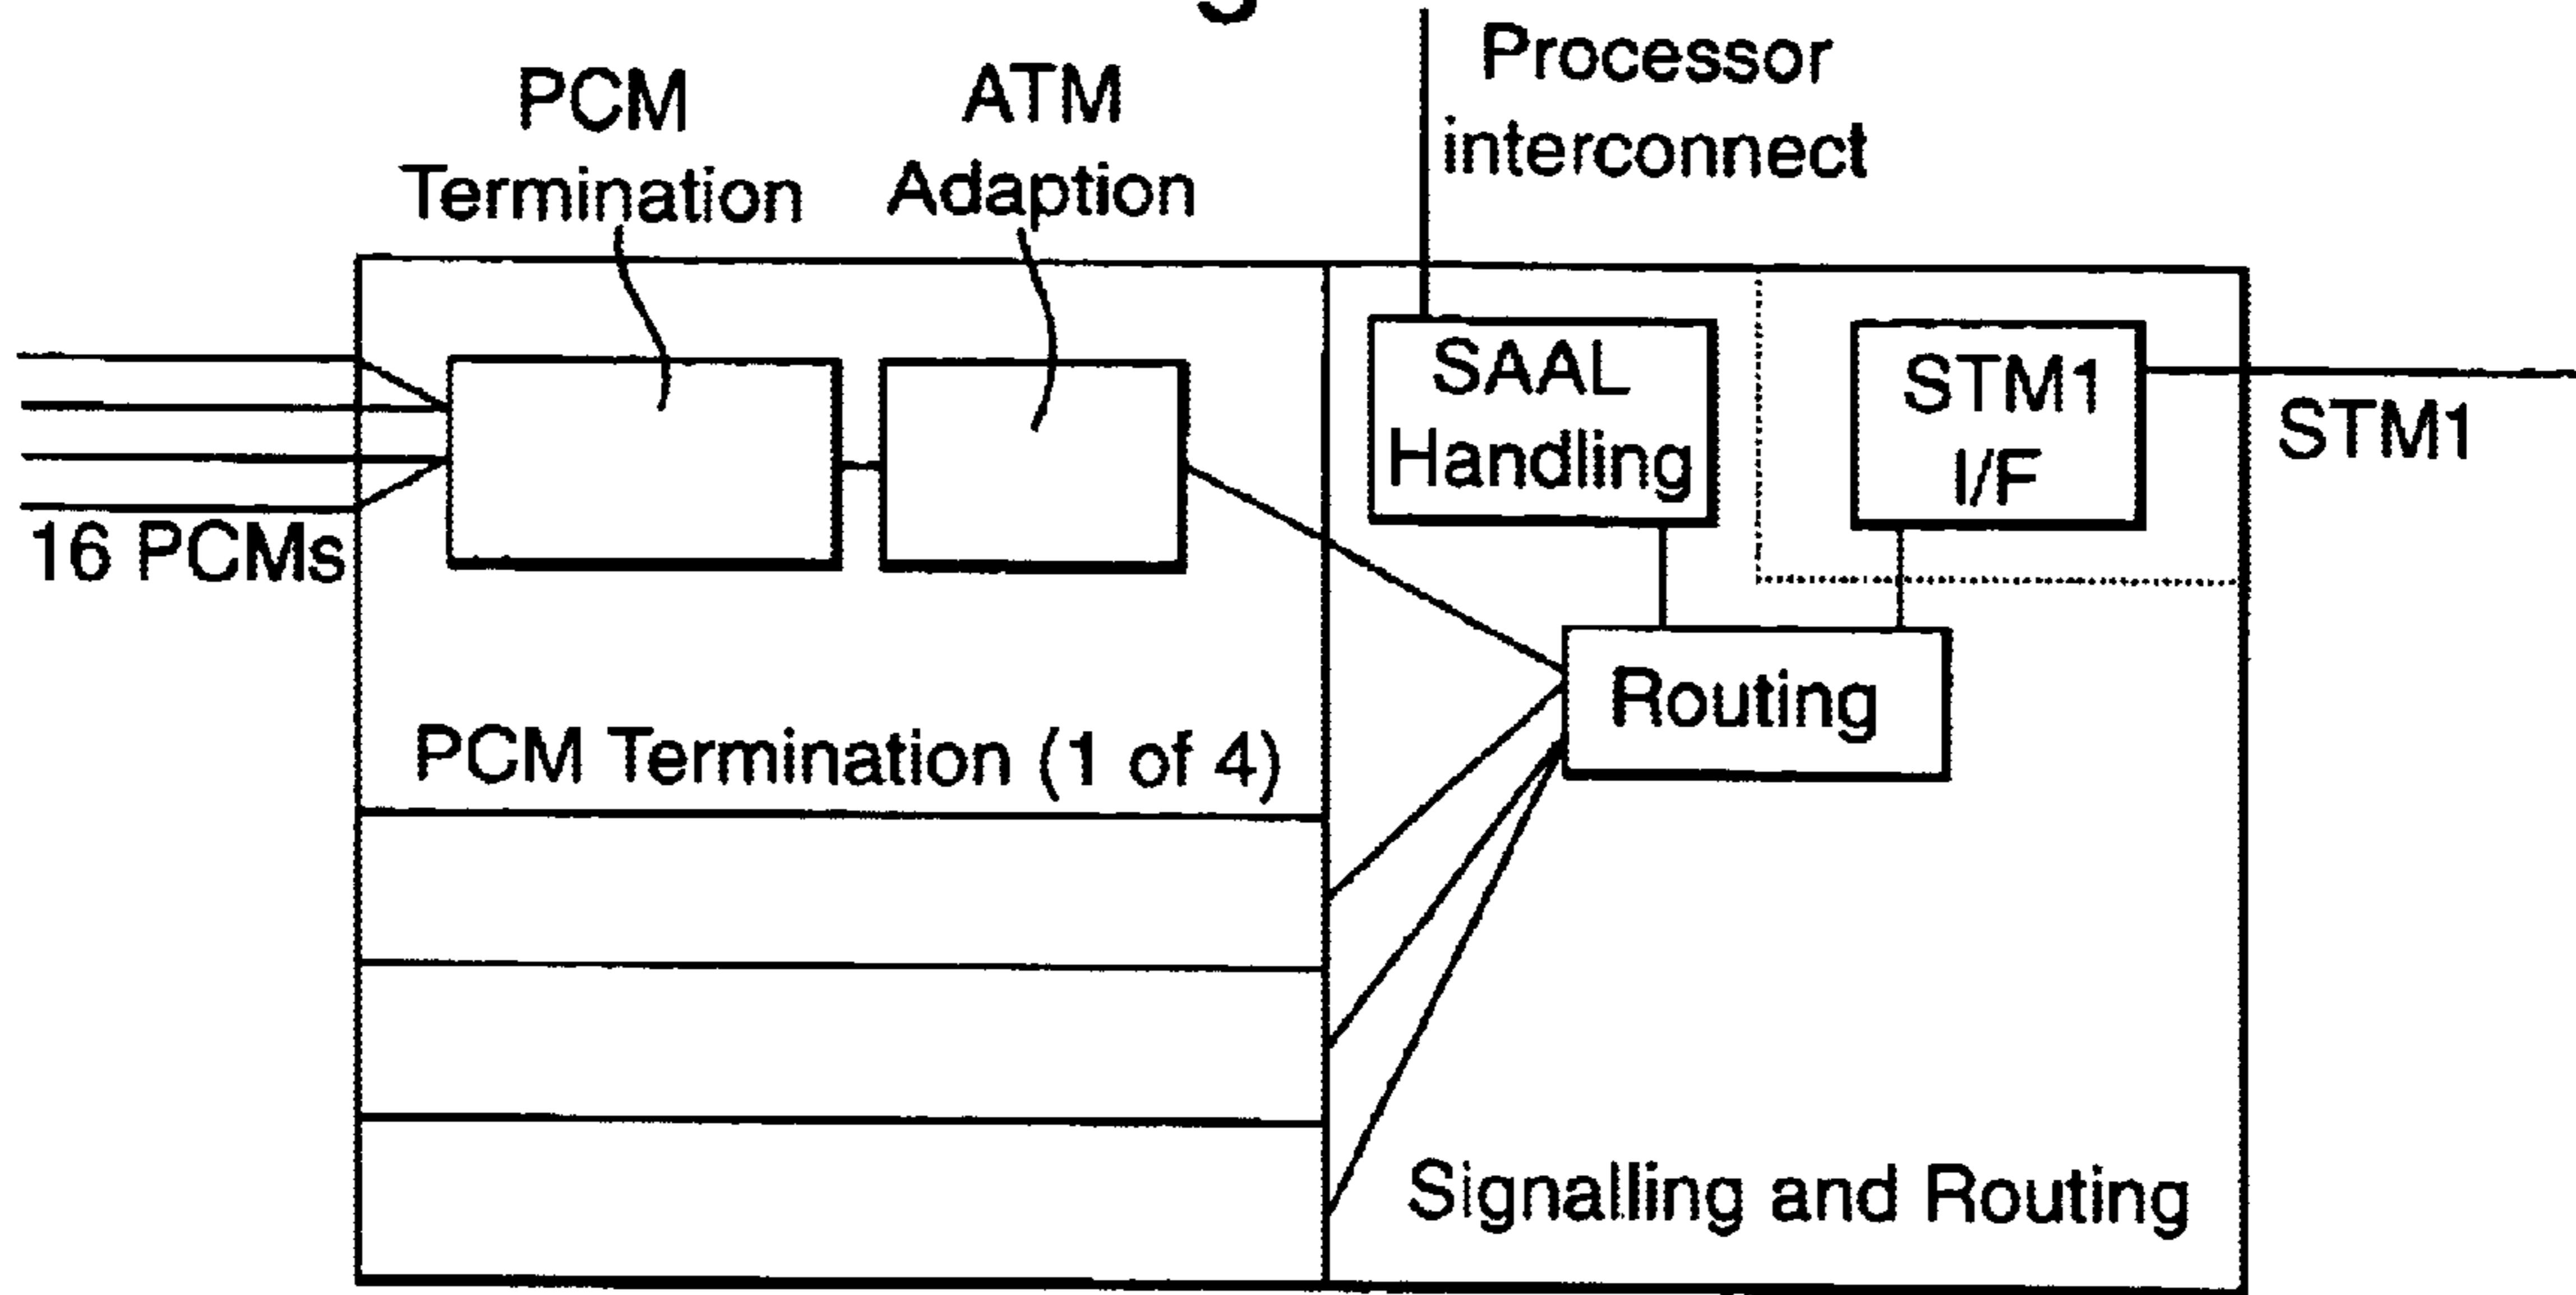 PCM
Termination
ATM
Adaption
Processor
interconnect
SAAL
Handling
STM1
I/F
STM1
16 PCMs
Routing
PCM Termination (1 of 4)
Signalling and Routing